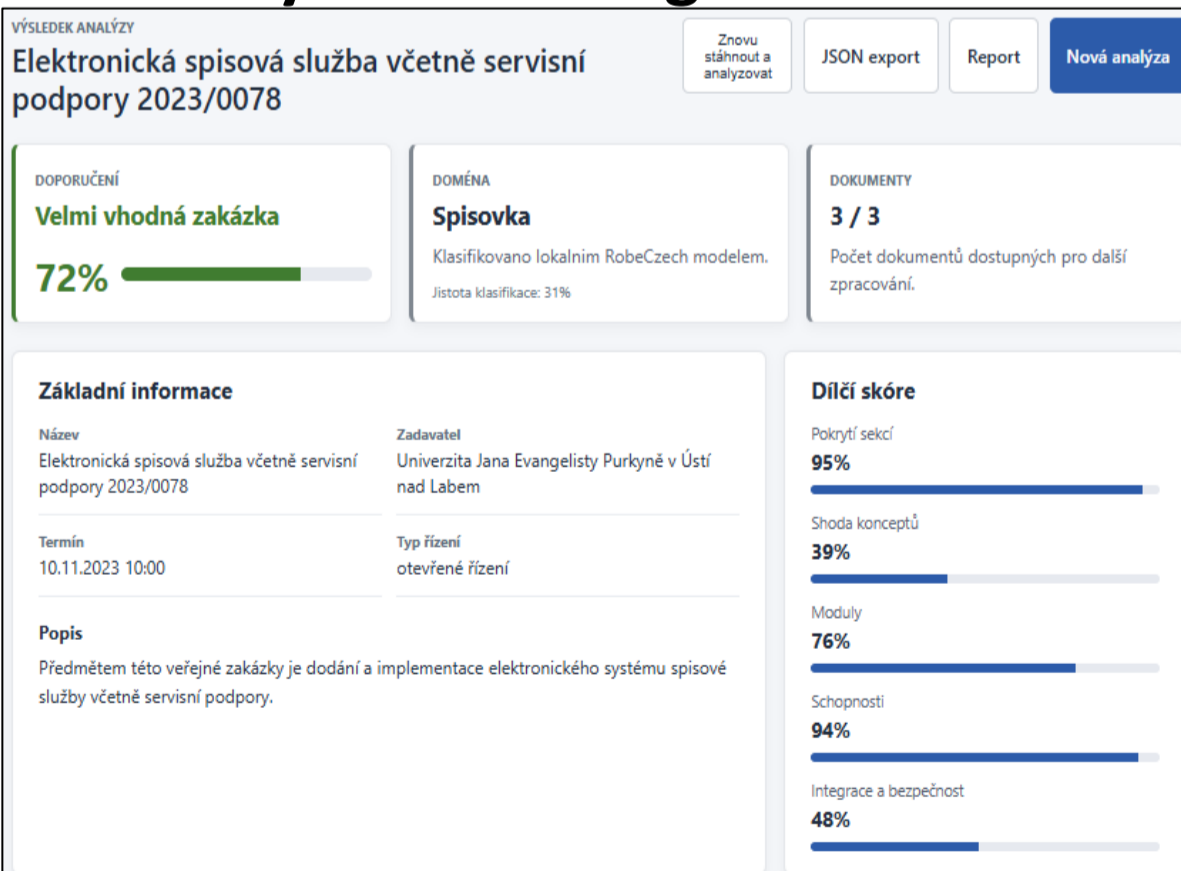 VÝSLEDEK ANALÝZY
Elektronická spisová služba včetně servisní
podpory 2023/0078
Znovu
stáhnout a
analyzovat
JSON export
Report
Nová analýza
DOPORUČENÍ
Velmi vhodná zakázka
72%
DOMÉNA
Spisovka
Klasifikovano lokalnim RobeCzech modelem.
Jistota klasifikace: 31%
DOKUMENTY
3 / 3
Počet dokumentů dostupných pro další
zpracování.
Základní informace
Název
Elektronická spisová služba včetně servisní
podpory 2023/0078
Zadavatel
Univerzita Jana Evangelisty Purkyně v Ústí
nad Labem
Termín
10.11.2023 10:00
Typ řízení
otevřené řízení
Popis
Předmětem této veřejné zakázky je dodání a implementace elektronického systému spisové
služby včetně servisní podpory.
Dílčí skóre
Pokrytí sekcí
95%
Shoda konceptů
39%
Moduly
76%
Schopnosti
94%
Integrace a bezpečnost
48%